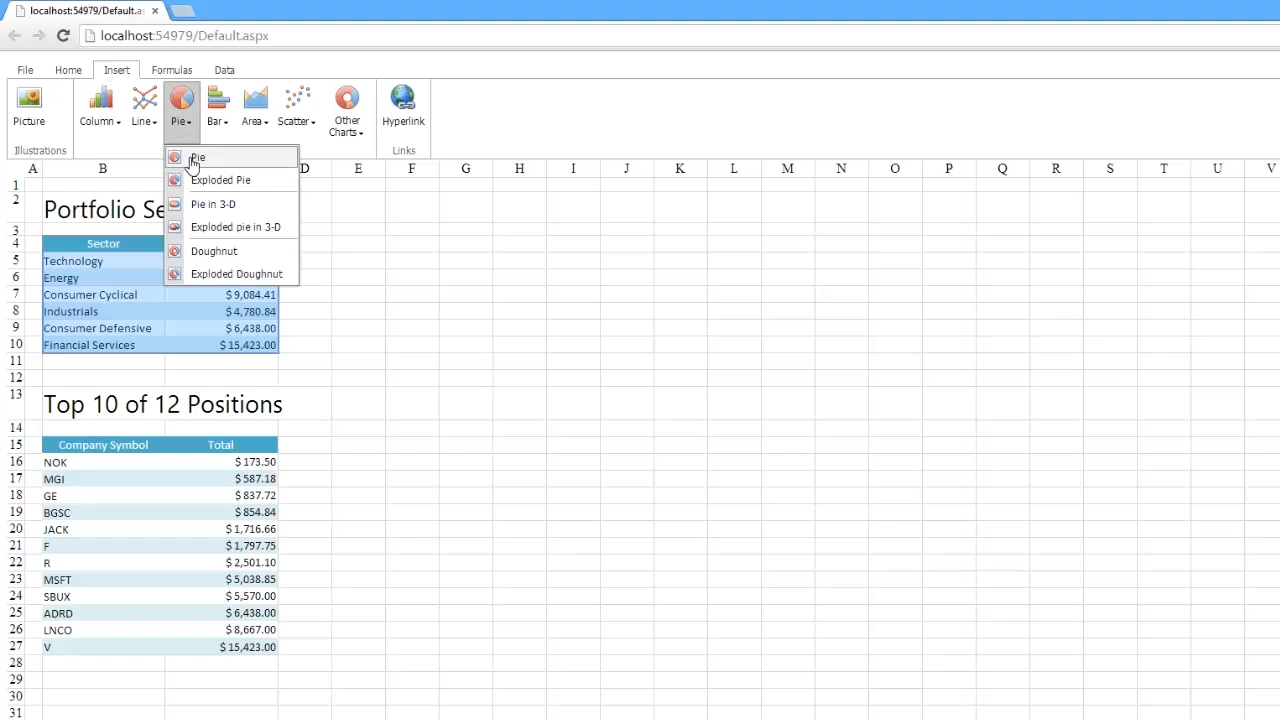 localhost:54979/Default.as
localhost:54979/Default.aspx
File Home Insert Formulas Data
Picture Column Line Pie Bar Area Scatter Other Charts Hyperlink
Illustrations Links
Pie
Exploded Pie
Pie in 3-D
Exploded pie in 3-D
Doughnut
Exploded Doughnut
A B D E F G H I J K L M N O P Q R S T U V
1
2 Portfolio Se
3
4 Sector
5 Technology
6 Energy
7 Consumer Cyclical $ 9,084.41
8 Industrials $ 4,780.84
9 Consumer Defensive $ 6,438.00
10 Financial Services $ 15,423.00
11
12
13 Top 10 of 12 Positions
14
15 Company Symbol Total
16 NOK $ 173.50
17 MGI $ 587.18
18 GE $ 837.72
19 BGSC $ 854.84
20 JACK $ 1,716.66
21 F $ 1,797.75
22 R $ 2,501.10
23 MSFT $ 5,038.85
24 SBUX $ 5,570.00
25 ADRD $ 6,438.00
26 LNCO $ 8,667.00
27 V $ 15,423.00
28
29
30
31